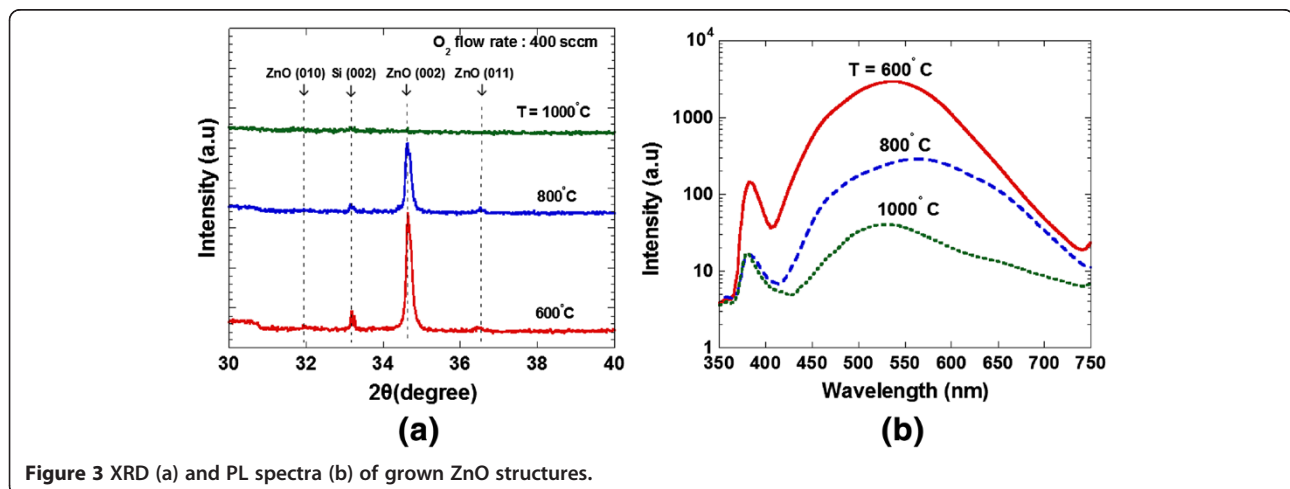 O2 flow rate : 400 sccm
ZnO (010) Si (002) ZnO (002) ZnO (011)
T = 1000°C
800°C
600°C
Intensity (a.u)
30 32 34 36 38 40
2θ(degree)
(a)
10^4
1000
100
10
1
T = 600°C
800°C
1000°C
Intensity (a.u)
350 400 450 500 550 600 650 700 750
Wavelength (nm)
(b)
Figure 3 XRD (a) and PL spectra (b) of grown ZnO structures.